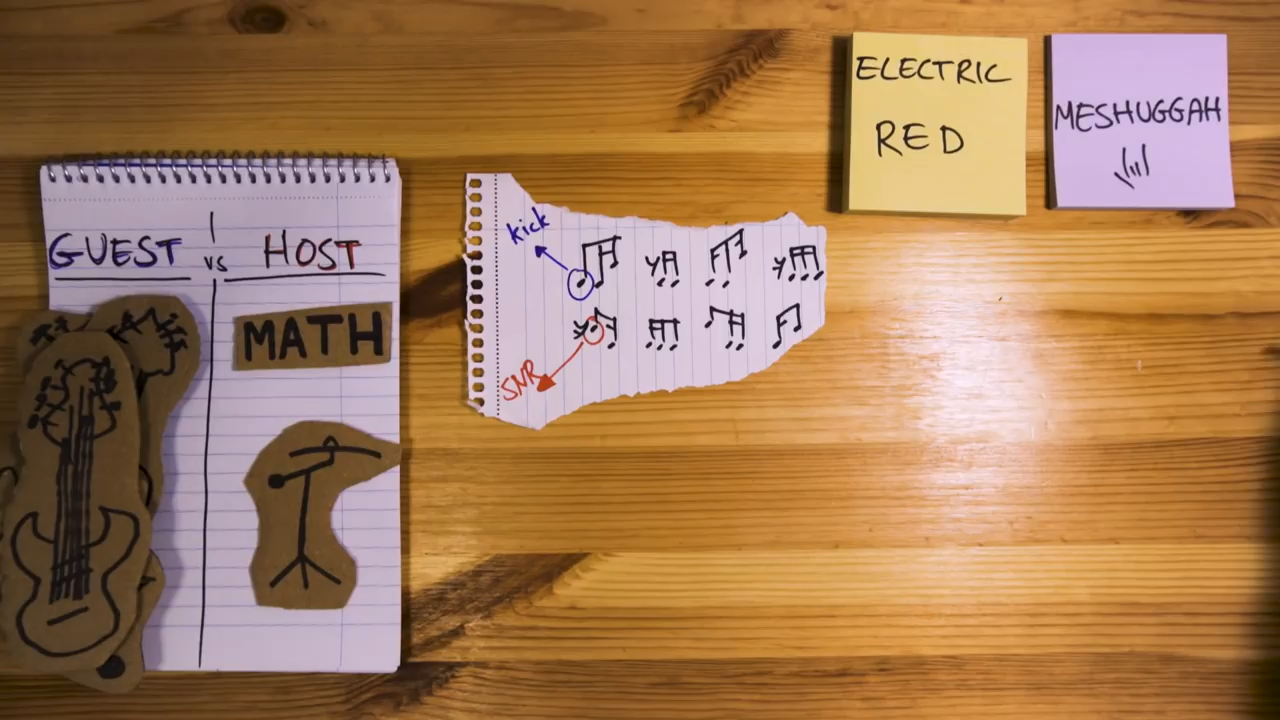 ELECTRIC
RED
MESHUGGAH
GUEST vs HOST
MATH
kick
SNR